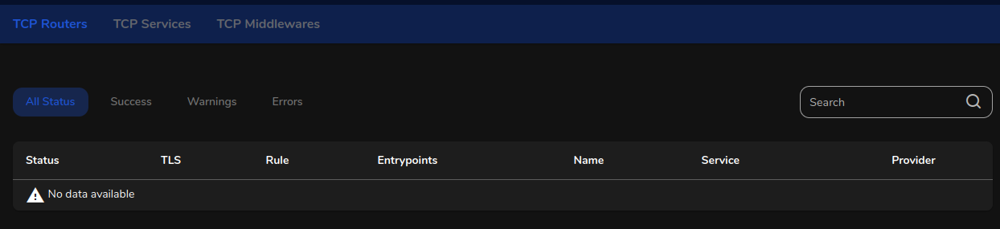 TCP Routers TCP Services TCP Middlewares
All Status Success Warnings Errors Search
Status TLS Rule Entrypoints Name Service Provider
No data available